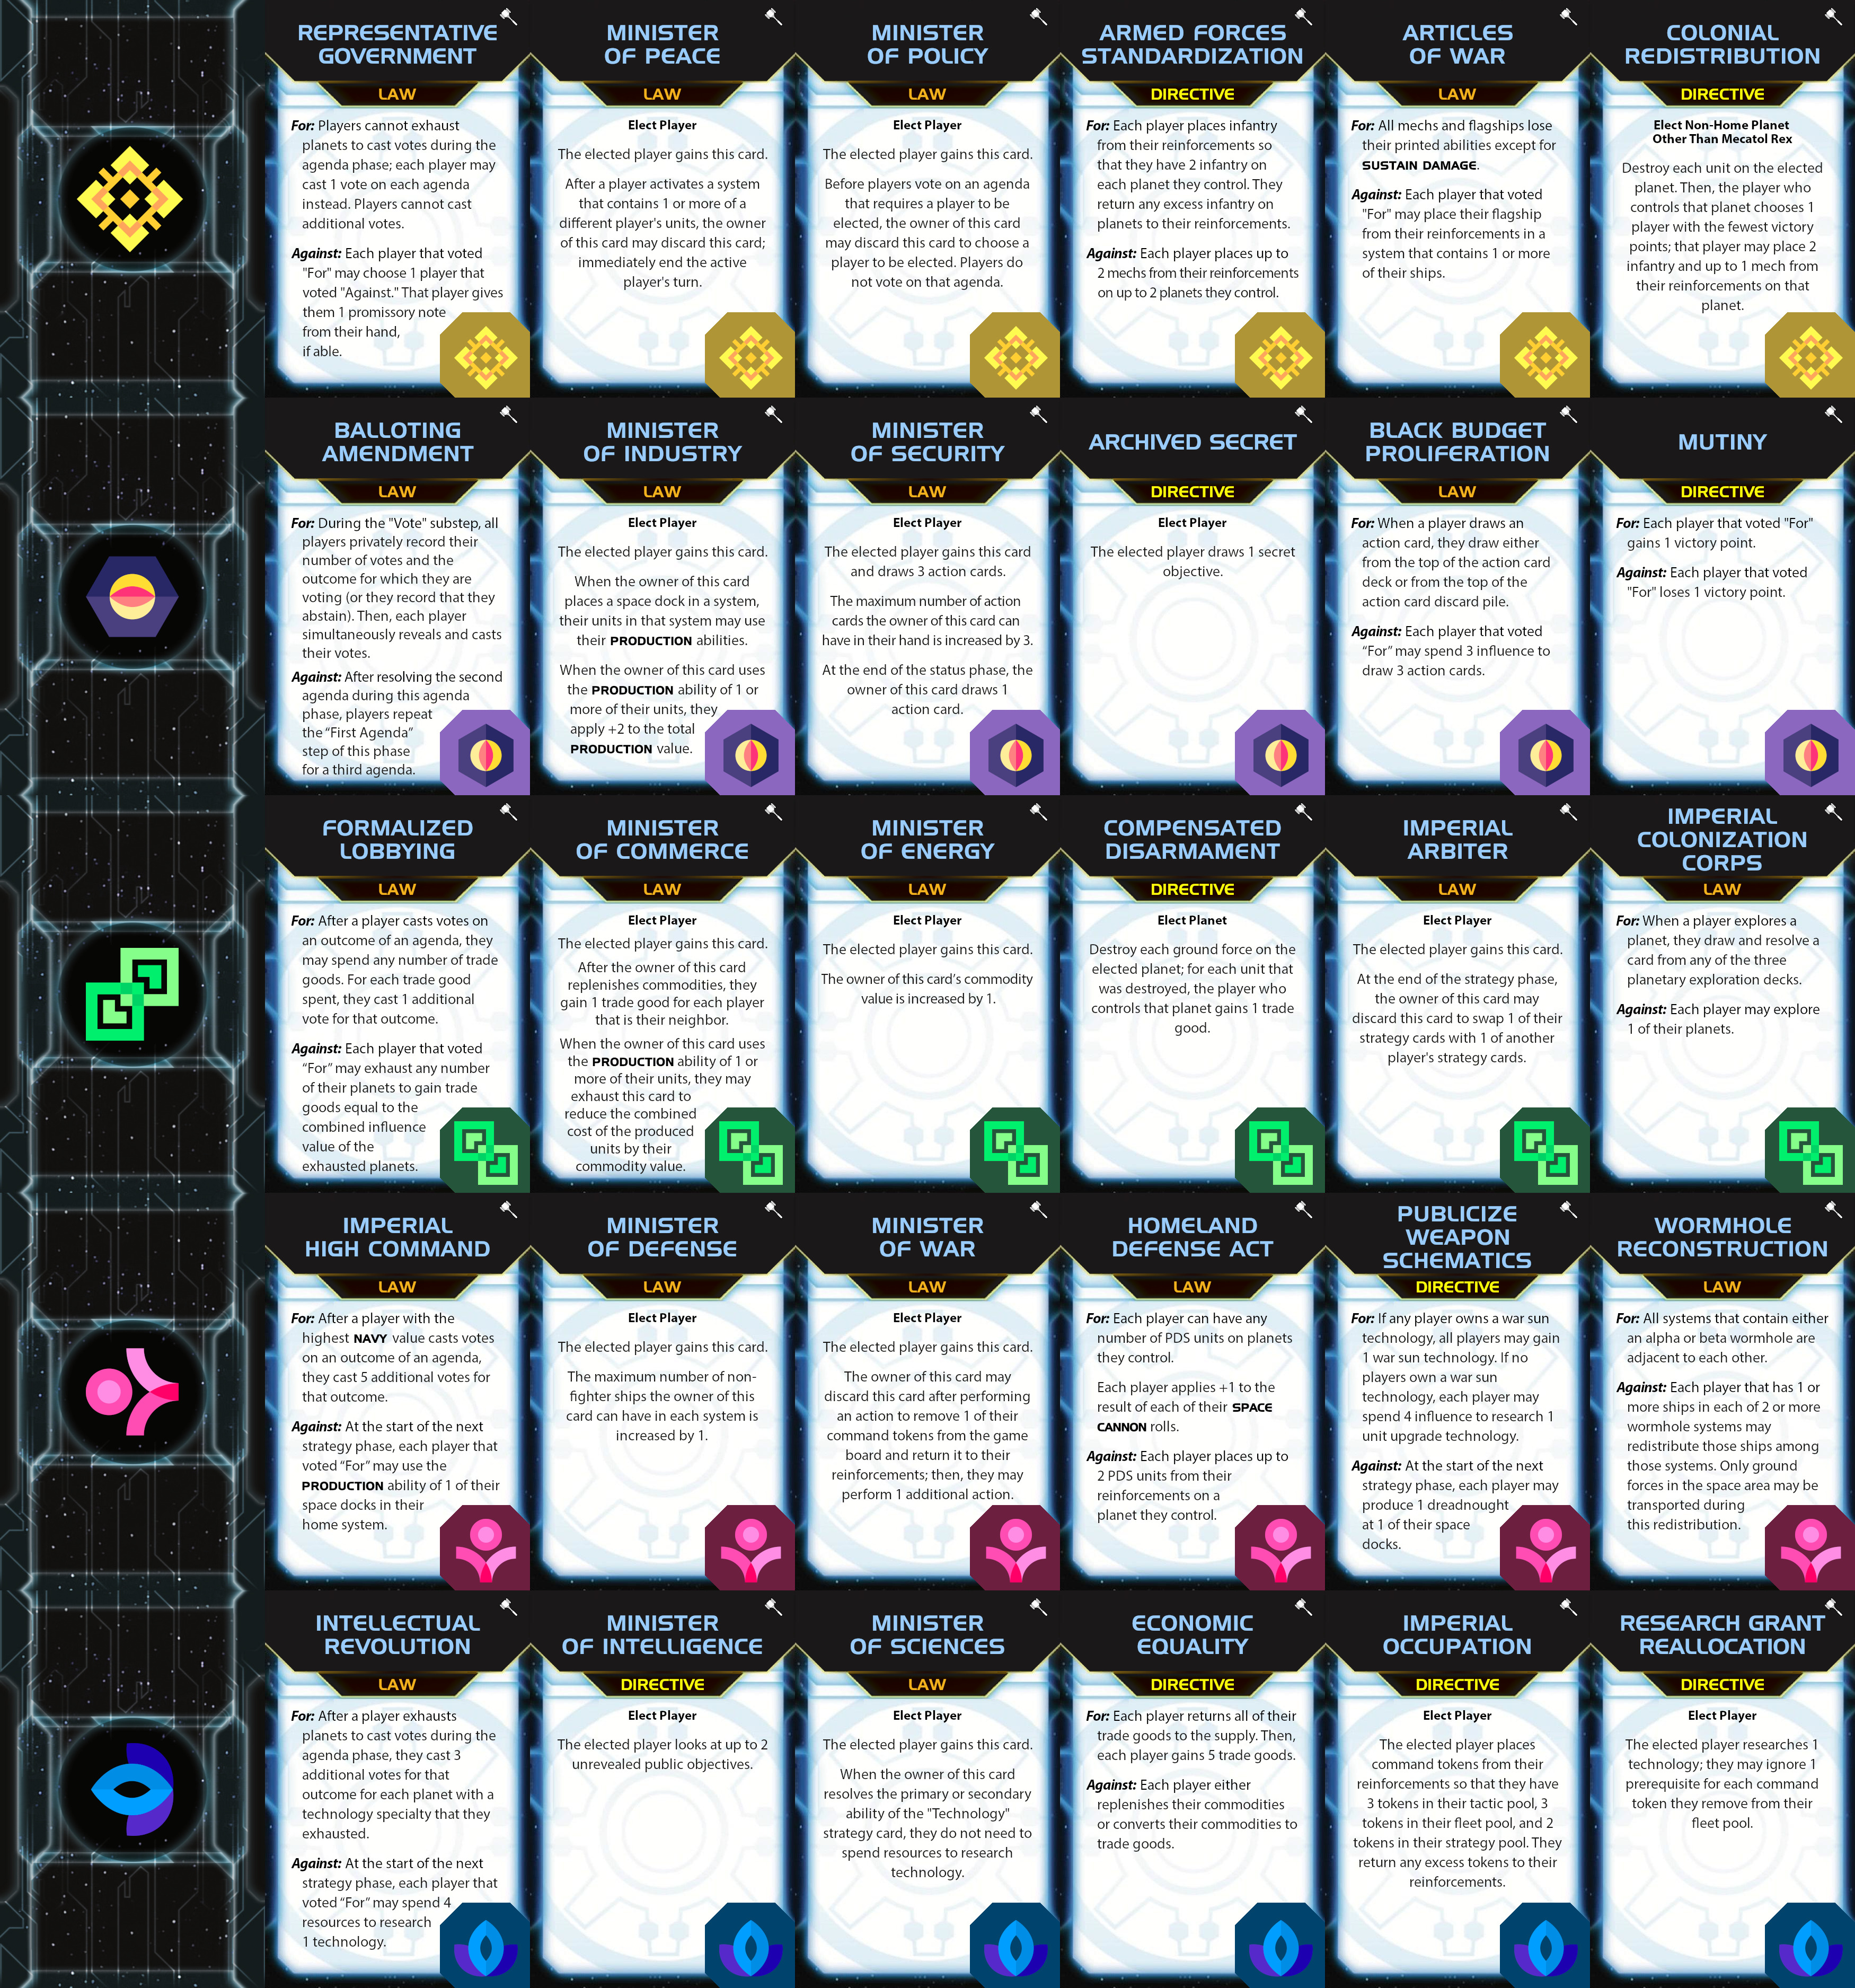 REPRESENTATIVE
GOVERNMENT
LAW
For: Players cannot exhaust
planets to cast votes during the
agenda phase; each player may
cast 1 vote on each agenda
instead. Players cannot cast
additional votes.
Against: Each player that voted
"For" may choose 1 player that
voted "Against." That player gives
them 1 promissory note
from their hand,
if able.
MINISTER
OF PEACE
LAW
Elect Player
The elected player gains this card.
After a player activates a system
that contains 1 or more of a
different player's units, the owner
of this card may discard this card;
immediately end the active
player's turn.
MINISTER
OF POLICY
LAW
Elect Player
The elected player gains this card.
Before players vote on an agenda
that requires a player to be
elected, the owner of this card
may discard this card to choose a
player to be elected. Players do
not vote on that agenda.
ARMED FORCES
STANDARDIZATION
DIRECTIVE
For: Each player places infantry
from their reinforcements so
that they have 2 infantry on
each planet they control. They
return any excess infantry on
planets to their reinforcements.
Against: Each player places up to
2 mechs from their reinforcements
on up to 2 planets they control.
ARTICLES
OF WAR
LAW
For: All mechs and flagships lose
their printed abilities except for
SUSTAIN DAMAGE.
Against: Each player that voted
"For" may place their flagship
from their reinforcements in a
system that contains 1 or more
of their ships.
COLONIAL
REDISTRIBUTION
DIRECTIVE
Elect Non-Home Planet
Other Than Mecatol Rex
Destroy each unit on the elected
planet. Then, the player who
controls that planet chooses 1
player with the fewest victory
points; that player may place 2
infantry and up to 1 mech from
their reinforcements on that
planet.
BALLOTING
AMENDMENT
LAW
For: During the "Vote" substep, all
players privately record their
number of votes and the
outcome for which they are
voting (or they record that they
abstain). Then, each player
simultaneously reveals and casts
their votes.
Against: After resolving the second
agenda during this agenda
phase, players repeat
the “First Agenda”
step of this phase
for a third agenda.
MINISTER
OF INDUSTRY
LAW
Elect Player
The elected player gains this card.
When the owner of this card
places a space dock in a system,
their units in that system may use
their PRODUCTION abilities.
When the owner of this card uses
the PRODUCTION ability of 1 or
more of their units, they
apply +2 to the total
PRODUCTION value.
MINISTER
OF SECURITY
LAW
Elect Player
The elected player gains this card
and draws 3 action cards.
The maximum number of action
cards the owner of this card can
have in their hand is increased by 3.
At the end of the status phase, the
owner of this card draws 1
action card.
ARCHIVED SECRET
DIRECTIVE
Elect Player
The elected player draws 1 secret
objective.
BLACK BUDGET
PROLIFERATION
LAW
For: When a player draws an
action card, they draw either
from the top of the action card
deck or from the top of the
action card discard pile.
Against: Each player that voted
“For” may spend 3 influence to
draw 3 action cards.
MUTINY
DIRECTIVE
For: Each player that voted "For"
gains 1 victory point.
Against: Each player that voted
"For" loses 1 victory point.
FORMALIZED
LOBBYING
LAW
For: After a player casts votes on
an outcome of an agenda, they
may spend any number of trade
goods. For each trade good
spent, they cast 1 additional
vote for that outcome.
Against: Each player that voted
“For” may exhaust any number
of their planets to gain trade
goods equal to the
combined influence
value of the
exhausted planets.
MINISTER
OF COMMERCE
LAW
Elect Player
The elected player gains this card.
After the owner of this card
replenishes commodities, they
gain 1 trade good for each player
that is their neighbor.
When the owner of this card uses
the PRODUCTION ability of 1 or
more of their units, they may
exhaust this card to
reduce the combined
cost of the produced
units by their
commodity value.
MINISTER
OF ENERGY
LAW
Elect Player
The elected player gains this card.
The owner of this card’s commodity
value is increased by 1.
COMPENSATED
DISARMAMENT
DIRECTIVE
Elect Planet
Destroy each ground force on the
elected planet; for each unit that
was destroyed, the player who
controls that planet gains 1 trade
good.
IMPERIAL
ARBITER
LAW
Elect Player
The elected player gains this card.
At the end of the strategy phase,
the owner of this card may
discard this card to swap 1 of their
strategy cards with 1 of another
player's strategy cards.
IMPERIAL
COLONIZATION
CORPS
LAW
For: When a player explores a
planet, they draw and resolve a
card from any of the three
planetary exploration decks.
Against: Each player may explore
1 of their planets.
IMPERIAL
HIGH COMMAND
LAW
For: After a player with the
highest NAVY value casts votes
on an outcome of an agenda,
they cast 5 additional votes for
that outcome.
Against: At the start of the next
strategy phase, each player that
voted “For” may use the
PRODUCTION ability of 1 of their
space docks in their
home system.
MINISTER
OF DEFENSE
LAW
Elect Player
The elected player gains this card.
The maximum number of non-
fighter ships the owner of this
card can have in each system is
increased by 1.
MINISTER
OF WAR
LAW
Elect Player
The elected player gains this card.
The owner of this card may
discard this card after performing
an action to remove 1 of their
command tokens from the game
board and return it to their
reinforcements; then, they may
perform 1 additional action.
HOMELAND
DEFENSE ACT
LAW
For: Each player can have any
number of PDS units on planets
they control.
Each player applies +1 to the
result of each of their SPACE
CANNON rolls.
Against: Each player places up to
2 PDS units from their
reinforcements on a
planet they control.
PUBLICIZE
WEAPON
SCHEMATICS
DIRECTIVE
For: If any player owns a war sun
technology, all players may gain
1 war sun technology. If no
players own a war sun
technology, each player may
spend 4 influence to research 1
unit upgrade technology.
Against: At the start of the next
strategy phase, each player may
produce 1 dreadnought
at 1 of their space
docks.
WORMHOLE
RECONSTRUCTION
LAW
For: All systems that contain either
an alpha or beta wormhole are
adjacent to each other.
Against: Each player that has 1 or
more ships in each of 2 or more
wormhole systems may
redistribute those ships among
those systems. Only ground
forces in the space area may be
transported during
this redistribution.
INTELLECTUAL
REVOLUTION
LAW
For: After a player exhausts
planets to cast votes during the
agenda phase, they cast 3
additional votes for that
outcome for each planet with a
technology specialty that they
exhausted.
Against: At the start of the next
strategy phase, each player that
voted “For” may spend 4
resources to research
1 technology.
MINISTER
OF INTELLIGENCE
DIRECTIVE
Elect Player
The elected player looks at up to 2
unrevealed public objectives.
MINISTER
OF SCIENCES
LAW
Elect Player
The elected player gains this card.
When the owner of this card
resolves the primary or secondary
ability of the "Technology"
strategy card, they do not need to
spend resources to research
technology.
ECONOMIC
EQUALITY
DIRECTIVE
For: Each player returns all of their
trade goods to the supply. Then,
each player gains 5 trade goods.
Against: Each player either
replenishes their commodities
or converts their commodities to
trade goods.
IMPERIAL
OCCUPATION
DIRECTIVE
Elect Player
The elected player places
command tokens from their
reinforcements so that they have
3 tokens in their tactic pool, 3
tokens in their fleet pool, and 2
tokens in their strategy pool. They
return any excess tokens to their
reinforcements.
RESEARCH GRANT
REALLOCATION
DIRECTIVE
Elect Player
The elected player researches 1
technology; they may ignore 1
prerequisite for each command
token they remove from their
fleet pool.